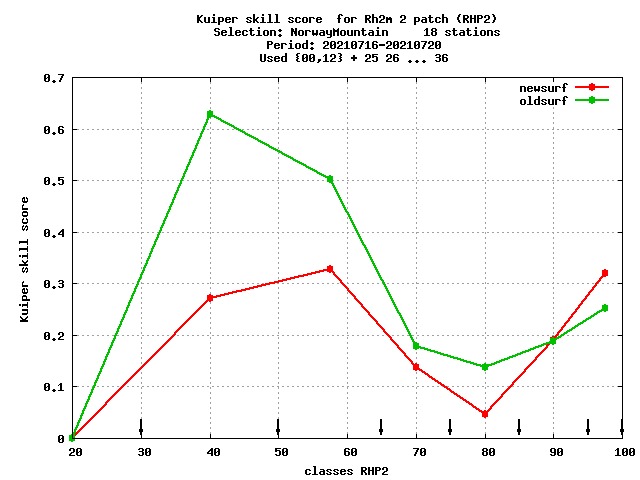 Kuiper skill score  for Rh2m 2 patch (RHP2)
Selection: NorwayMountain     18 stations
Period: 20210716-20210720
Used {00,12} + 25 26 ... 36
0.7
0.6
0.5
0.4
0.3
0.2
0.1
0
newsurf
oldsurf
Kuiper skill score
20 30 40 50 60 70 80 90 100
classes RHP2